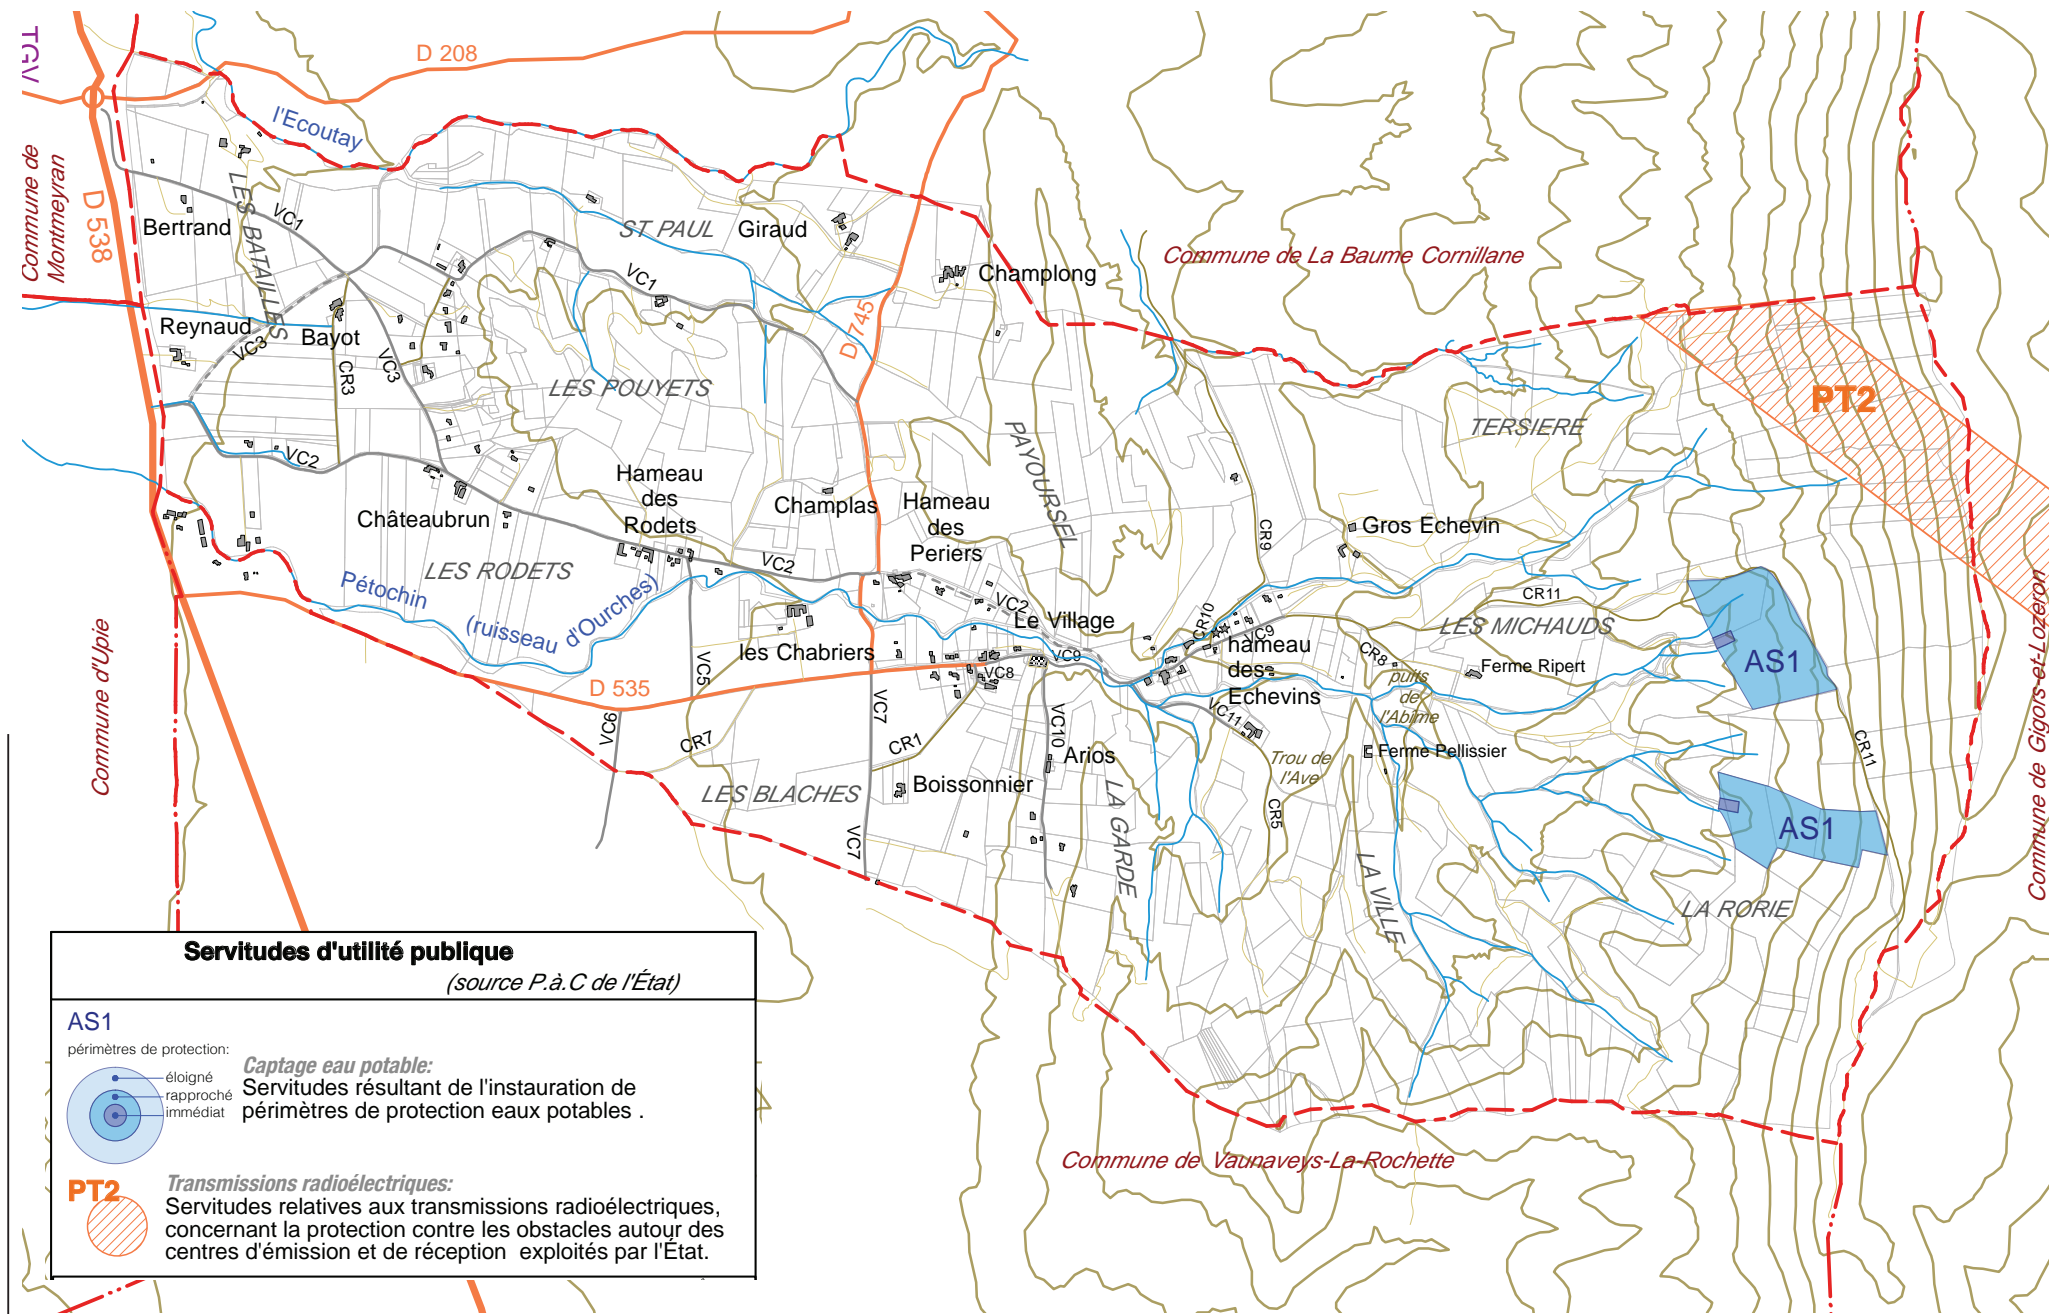 TGV
D 208
l'Ecoutay
Commune de
Montmeyran
D 538
Bertrand
LES BATAILLES
VC1
ST PAUL
Giraud
VC1
Champlong
Commune de La Baume Cornillane
Reynaud
VC3
Bayot
VC3
CR3
D 745
LES POUYETS
PT2
TERSIERE
PAYOURSEL
VC2
Châteaubrun
Hameau
des
Rodets
Champlas
Hameau
des
Periers
CR9
Gros Echevin
LES RODETS
VC2
Pétochin
(ruisseau d'Ourches)
VC2
Le Village
CR10
VC9
CR11
LES MICHAUDS
Commune d'Upie
les Chabriers
VC5
D 535
VC8
VC9
hameau
des
Echevins
CR8
puits
de
l'Abîme
Ferme Ripert
AS1
Commune de Gigors-et-Lozeron
VC6
CR7
VC7
CR1
VC10
Arios
VC11
Trou de
l'Ave
Ferme Pellissier
CR11
LES BLACHES
Boissonnier
LA GARDE
CR5
AS1
VC7
LA VILLE
LA RORIE
Commune de Vaunaveys-La-Rochette
Servitudes d'utilité publique
(source P.à.C de l'État)
AS1
périmètres de protection:
éloigné
rapproché
immédiat
Captage eau potable:
Servitudes résultant de l'instauration de
périmètres de protection eaux potables .
PT2
Transmissions radioélectriques:
Servitudes relatives aux transmissions radioélectriques,
concernant la protection contre les obstacles autour des
centres d'émission et de réception exploités par l'État.